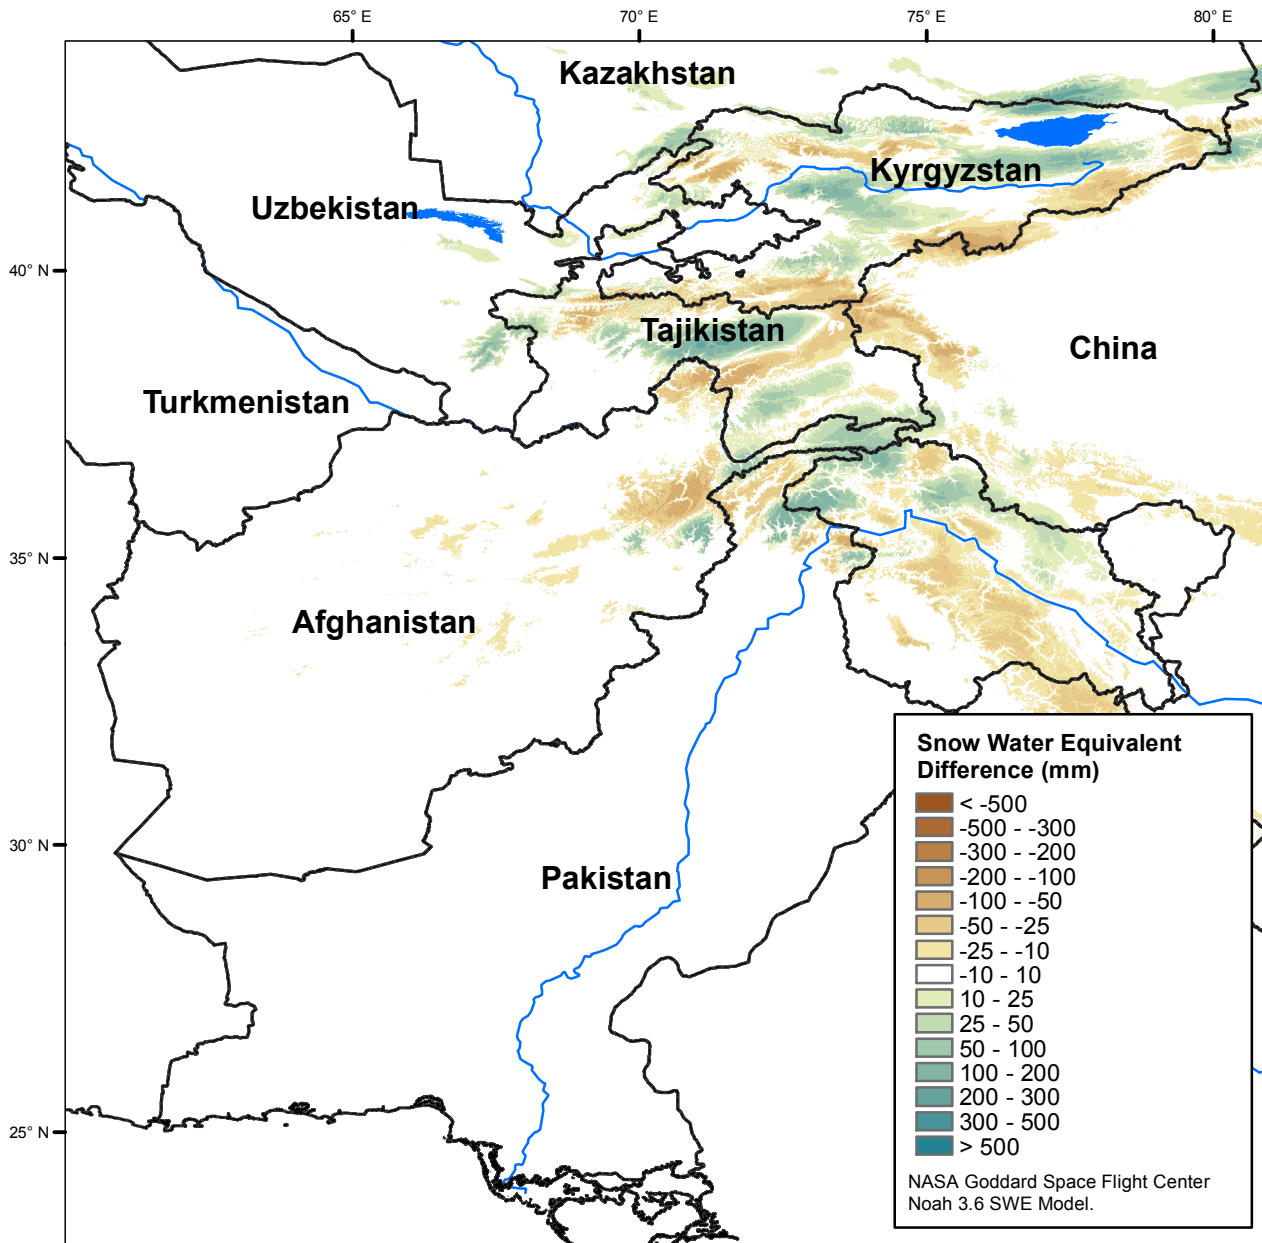 65° E
70° E
75° E
80° E
Kazakhstan
Kyrgyzstan
Uzbekistan
40° N
Tajikistan
China
Turkmenistan
35° N
Afghanistan
Snow Water Equivalent
Difference (mm)
< -500
-500 - -300
-300 - -200
-200 - -100
-100 - -50
-50 - -25
-25 - -10
-10 - 10
10 - 25
25 - 50
50 - 100
100 - 200
200 - 300
300 - 500
> 500
NASA Goddard Space Flight Center
Noah 3.6 SWE Model.
30° N
Pakistan
25° N